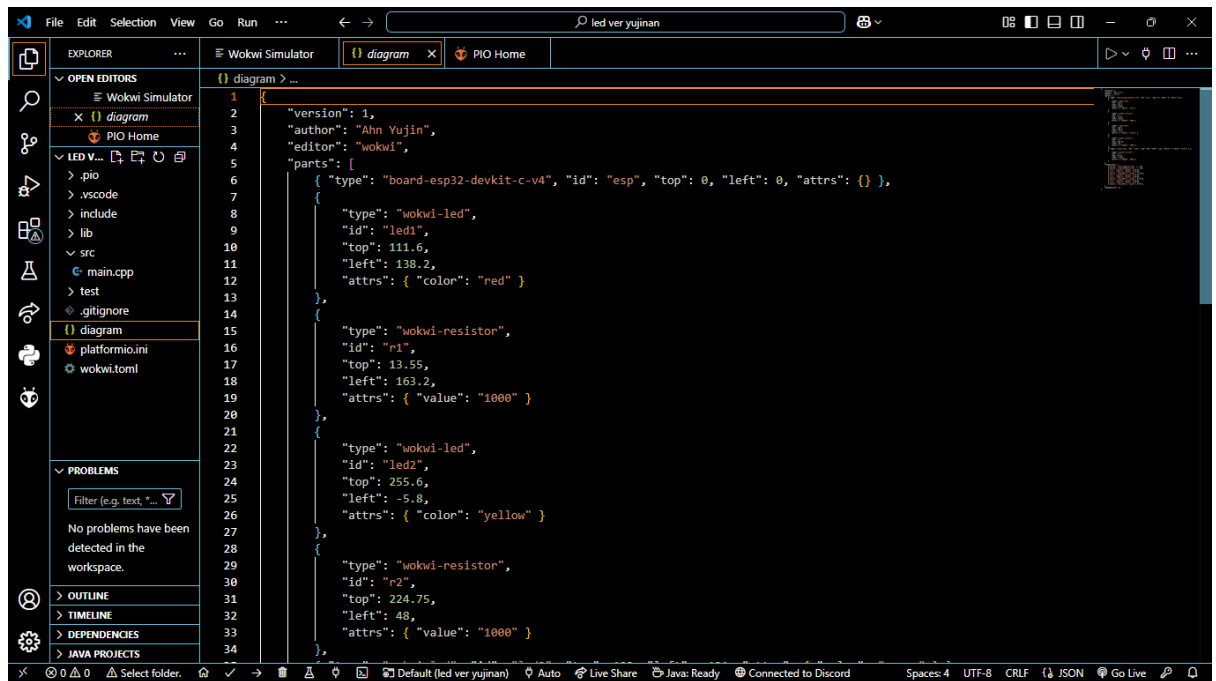 File Edit Selection View Go Run ··· led ver yujinan
EXPLORER ···
OPEN EDITORS
Wokwi Simulator
{} diagram
PIO Home
LED V...
.pio
.vscode
include
lib
src
main.cpp
test
.gitignore
{} diagram
platformio.ini
wokwi.toml
PROBLEMS
Filter (e.g. text, *...
No problems have been
detected in the
workspace.
OUTLINE
TIMELINE
DEPENDENCIES
JAVA PROJECTS
Wokwi Simulator {} diagram PIO Home
{} diagram > ...
1 {
2 "version": 1,
3 "author": "Ahn Yujin",
4 "editor": "wokwi",
5 "parts": [
6 { "type": "board-esp32-devkit-c-v4", "id": "esp", "top": 0, "left": 0, "attrs": {} },
7 {
8 "type": "wokwi-led",
9 "id": "led1",
10 "top": 111.6,
11 "left": 138.2,
12 "attrs": { "color": "red" }
13 },
14 {
15 "type": "wokwi-resistor",
16 "id": "r1",
17 "top": 13.55,
18 "left": 163.2,
19 "attrs": { "value": "1000" }
20 },
21 {
22 "type": "wokwi-led",
23 "id": "led2",
24 "top": 255.6,
25 "left": -5.8,
26 "attrs": { "color": "yellow" }
27 },
28 {
29 "type": "wokwi-resistor",
30 "id": "r2",
31 "top": 224.75,
32 "left": 48,
33 "attrs": { "value": "1000" }
34 },
0 0 0 Select folder. Default (led ver yujinan) Auto Live Share Java: Ready Connected to Discord Spaces: 4 UTF-8 CRLF {} JSON Go Live